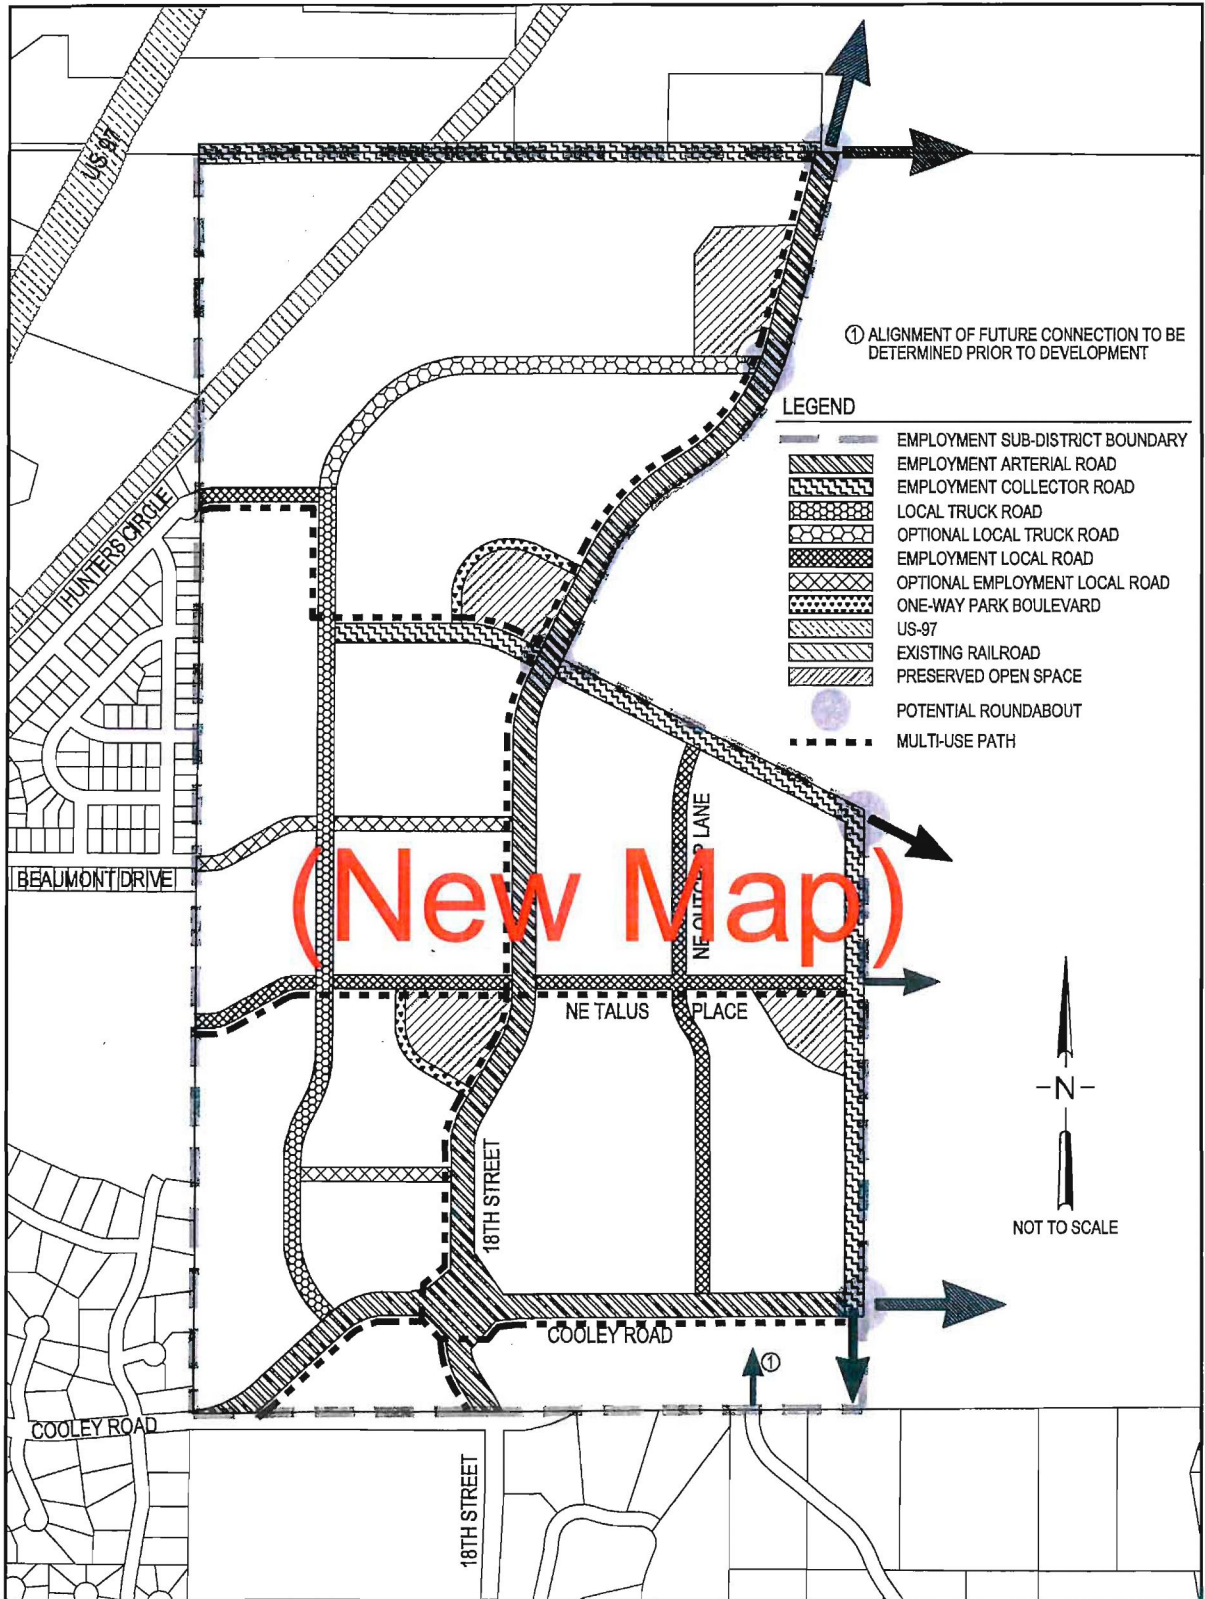 US-97
① ALIGNMENT OF FUTURE CONNECTION TO BE
DETERMINED PRIOR TO DEVELOPMENT
LEGEND
EMPLOYMENT SUB-DISTRICT BOUNDARY
EMPLOYMENT ARTERIAL ROAD
EMPLOYMENT COLLECTOR ROAD
LOCAL TRUCK ROAD
OPTIONAL LOCAL TRUCK ROAD
EMPLOYMENT LOCAL ROAD
OPTIONAL EMPLOYMENT LOCAL ROAD
ONE-WAY PARK BOULEVARD
US-97
EXISTING RAILROAD
PRESERVED OPEN SPACE
POTENTIAL ROUNDABOUT
MULTI-USE PATH
HUNTERS CIRCLE
BEAUMONT DRIVE
(New Map)
NE LANE
NE TALUS PLACE
-N-
NOT TO SCALE
18TH STREET
COOLEY ROAD
①
COOLEY ROAD
18TH STREET